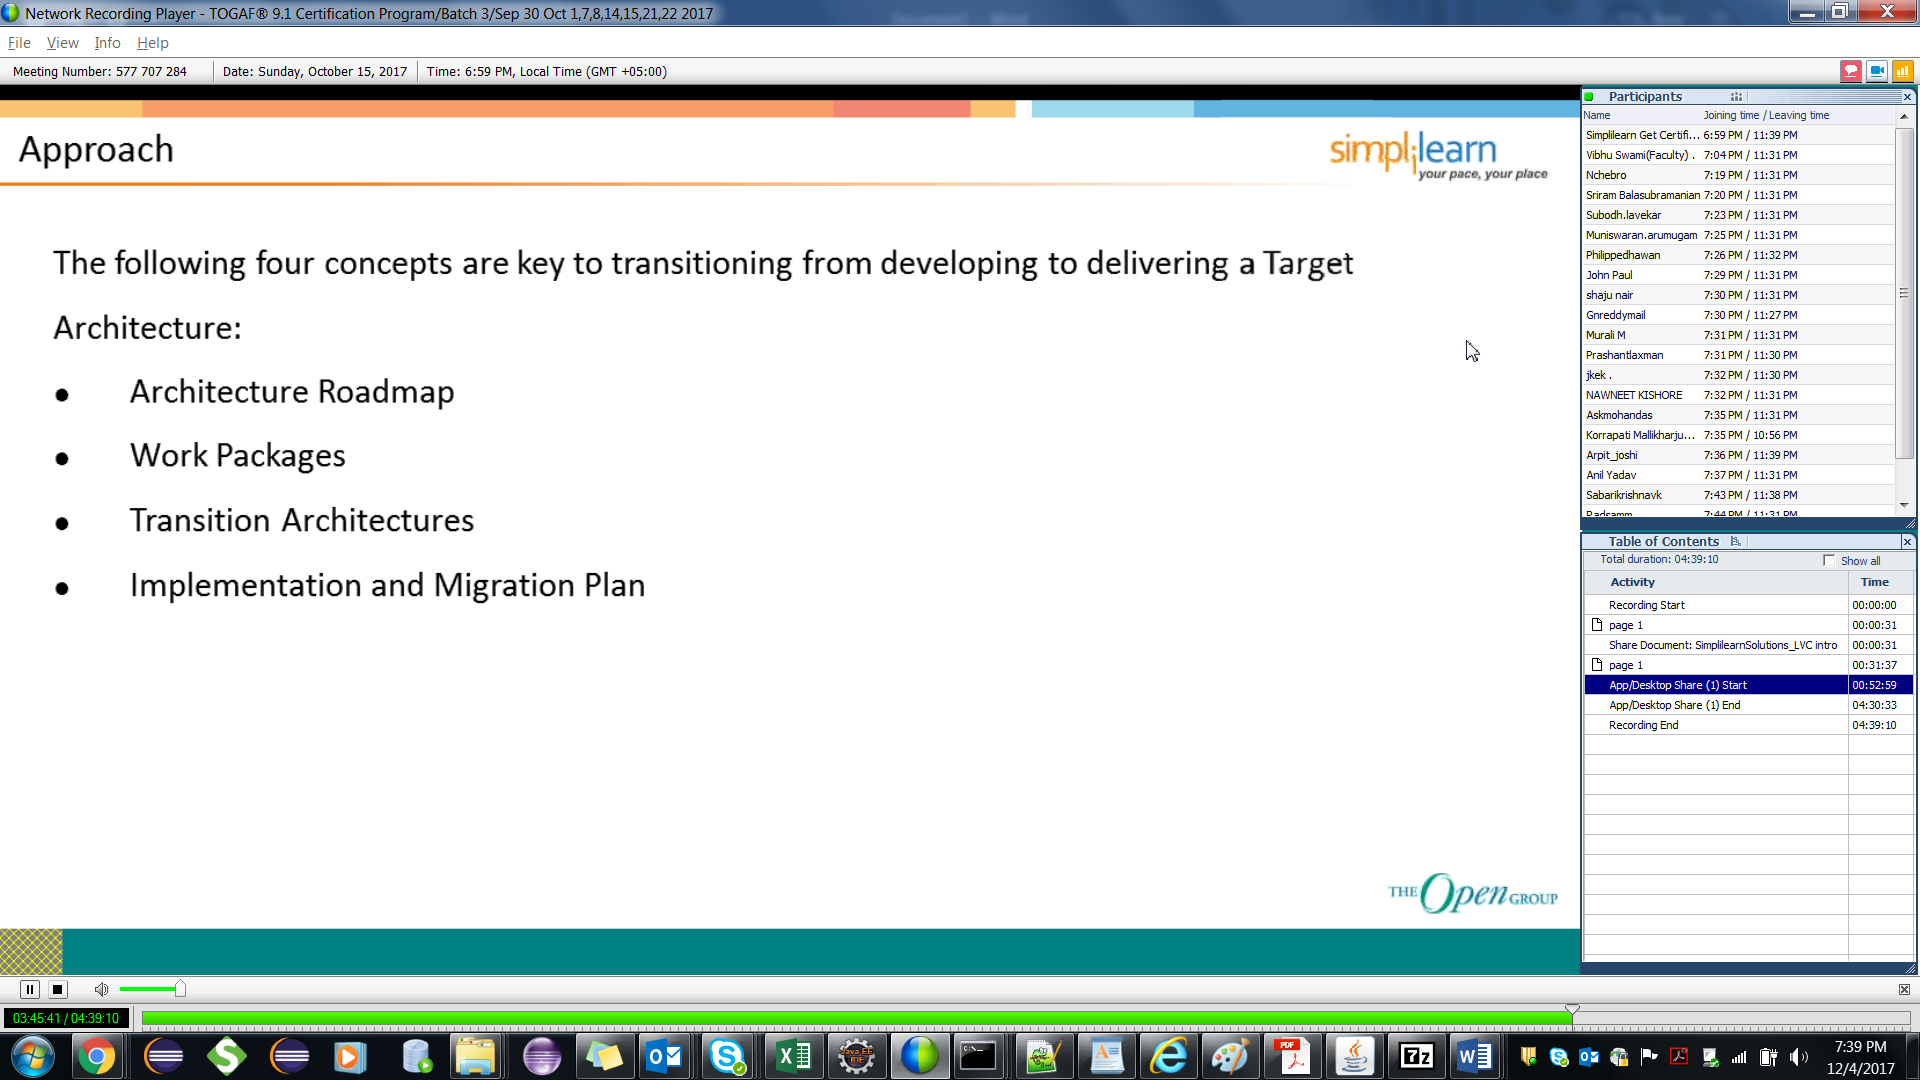 Network Recording Player - TOGAF® 9.1 Certification Program/Batch 3/Sep 30 Oct 1,7,8,14,15,21,22 2017
File View Info Help
Meeting Number: 577 707 284 Date: Sunday, October 15, 2017 Time: 6:59 PM, Local Time (GMT +05:00)
Approach
simplilearn
your pace, your place
The following four concepts are key to transitioning from developing to delivering a Target
Architecture:
● Architecture Roadmap
● Work Packages
● Transition Architectures
● Implementation and Migration Plan
THE Open GROUP
Participants
Name Joining time / Leaving time
Simplilearn Get Certifi... 6:59 PM / 11:39 PM
Vibhu Swami(Faculty) . 7:04 PM / 11:31 PM
Nchebro 7:19 PM / 11:31 PM
Sriram Balasubramanian 7:20 PM / 11:31 PM
Subodh.lavekar 7:23 PM / 11:31 PM
Muniswaran.arumugam 7:25 PM / 11:31 PM
Philippedhawan 7:26 PM / 11:32 PM
John Paul 7:29 PM / 11:31 PM
shaju nair 7:30 PM / 11:31 PM
Gnreddymail 7:30 PM / 11:27 PM
Murali M 7:31 PM / 11:31 PM
Prashantlaxman 7:31 PM / 11:30 PM
jkek . 7:32 PM / 11:30 PM
NAWNEET KISHORE 7:32 PM / 11:31 PM
Askmohandas 7:35 PM / 11:31 PM
Korrapati Mallikharju... 7:35 PM / 10:56 PM
Arpit_joshi 7:36 PM / 11:39 PM
Anil Yadav 7:37 PM / 11:31 PM
Sabarikrishnavk 7:43 PM / 11:38 PM
Radsamm 7:44 PM / 11:31 PM
Table of Contents
Total duration: 04:39:10 Show all
Activity Time
Recording Start 00:00:00
page 1 00:00:31
Share Document: SimplilearnSolutions_LVC intro 00:00:31
page 1 00:31:37
App/Desktop Share (1) Start 00:52:59
App/Desktop Share (1) End 04:30:33
Recording End 04:39:10
03:45:41 / 04:39:10
7:39 PM
12/4/2017